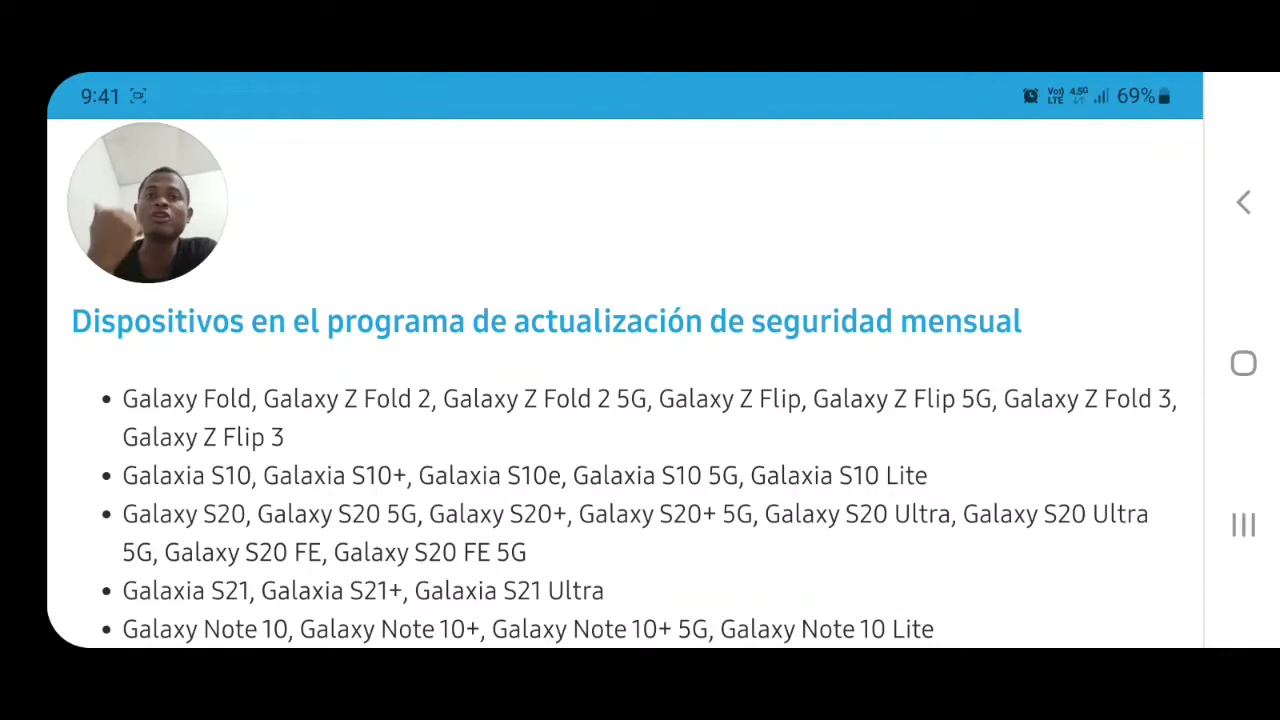 9:41 Vo)) LTE 4.5G 69%
Dispositivos en el programa de actualización de seguridad mensual
• Galaxy Fold, Galaxy Z Fold 2, Galaxy Z Fold 2 5G, Galaxy Z Flip, Galaxy Z Flip 5G, Galaxy Z Fold 3,
Galaxy Z Flip 3
• Galaxia S10, Galaxia S10+, Galaxia S10e, Galaxia S10 5G, Galaxia S10 Lite
• Galaxy S20, Galaxy S20 5G, Galaxy S20+, Galaxy S20+ 5G, Galaxy S20 Ultra, Galaxy S20 Ultra
5G, Galaxy S20 FE, Galaxy S20 FE 5G
• Galaxia S21, Galaxia S21+, Galaxia S21 Ultra
• Galaxy Note 10, Galaxy Note 10+, Galaxy Note 10+ 5G, Galaxy Note 10 Lite